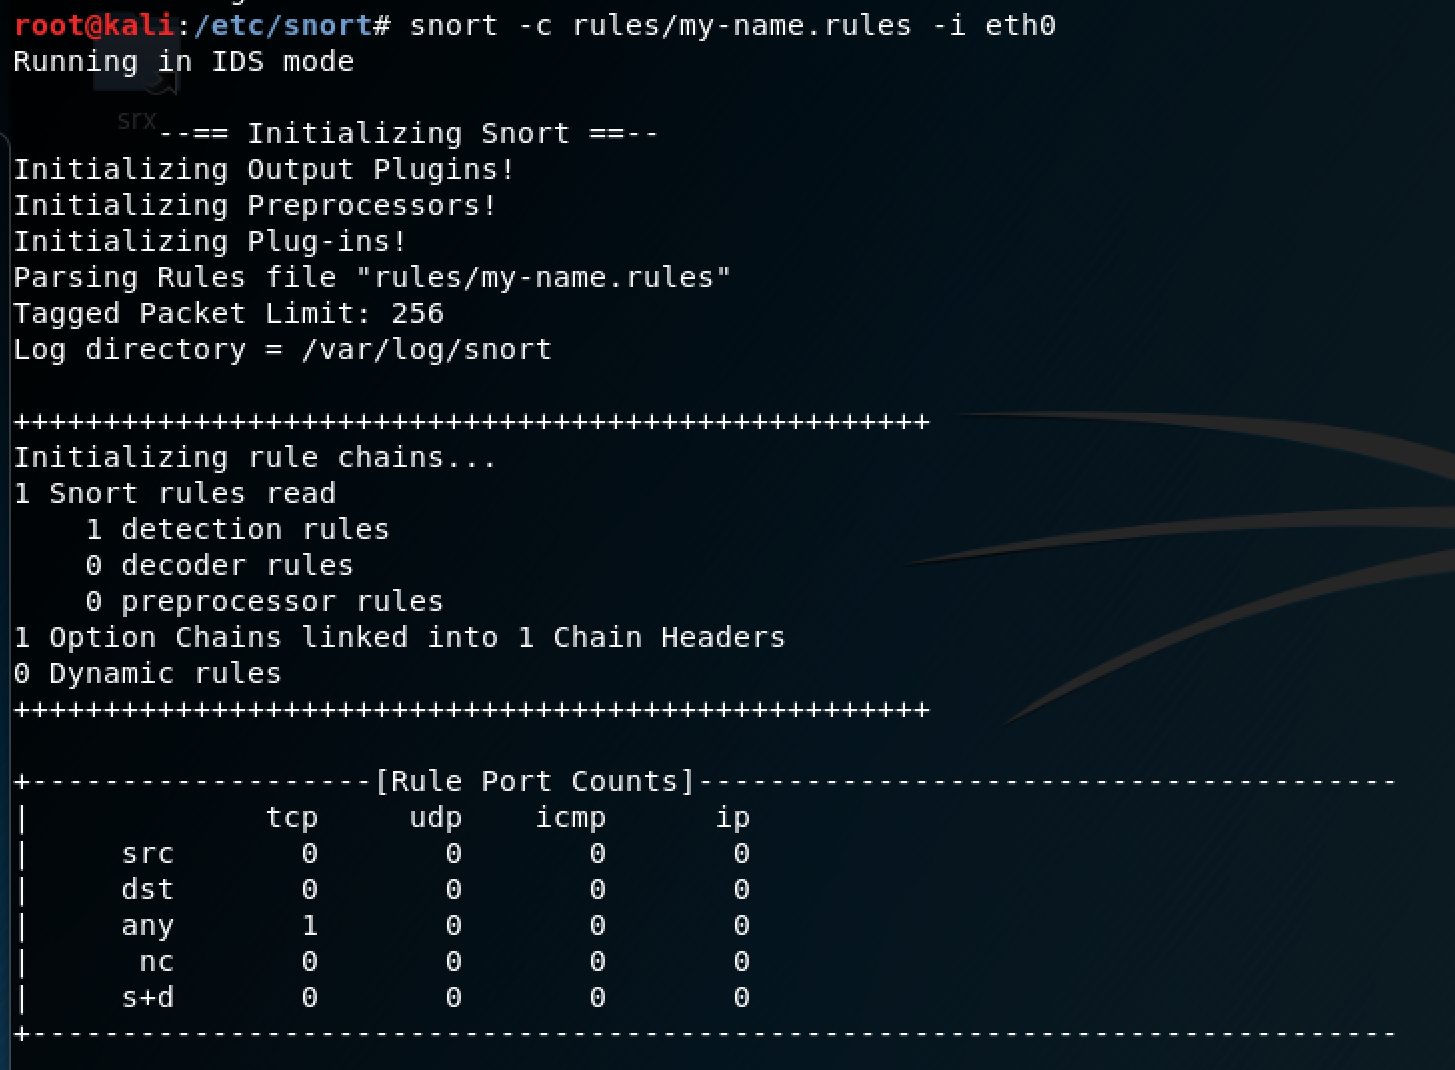 root@kali:/etc/snort# snort -c rules/my-name.rules -i eth0
Running in IDS mode
srx
--== Initializing Snort ==--
Initializing Output Plugins!
Initializing Preprocessors!
Initializing Plug-ins!
Parsing Rules file "rules/my-name.rules"
Tagged Packet Limit: 256
Log directory = /var/log/snort
+++++++++++++++++++++++++++++++++++++++++++++++++++
Initializing rule chains...
1 Snort rules read
    1 detection rules
    0 decoder rules
    0 preprocessor rules
1 Option Chains linked into 1 Chain Headers
0 Dynamic rules
+++++++++++++++++++++++++++++++++++++++++++++++++++
+-------------------[Rule Port Counts]---------------------------------------
|             tcp     udp    icmp      ip
|     src       0       0       0       0
|     dst       0       0       0       0
|     any       1       0       0       0
|      nc       0       0       0       0
|     s+d       0       0       0       0
+----------------------------------------------------------------------------